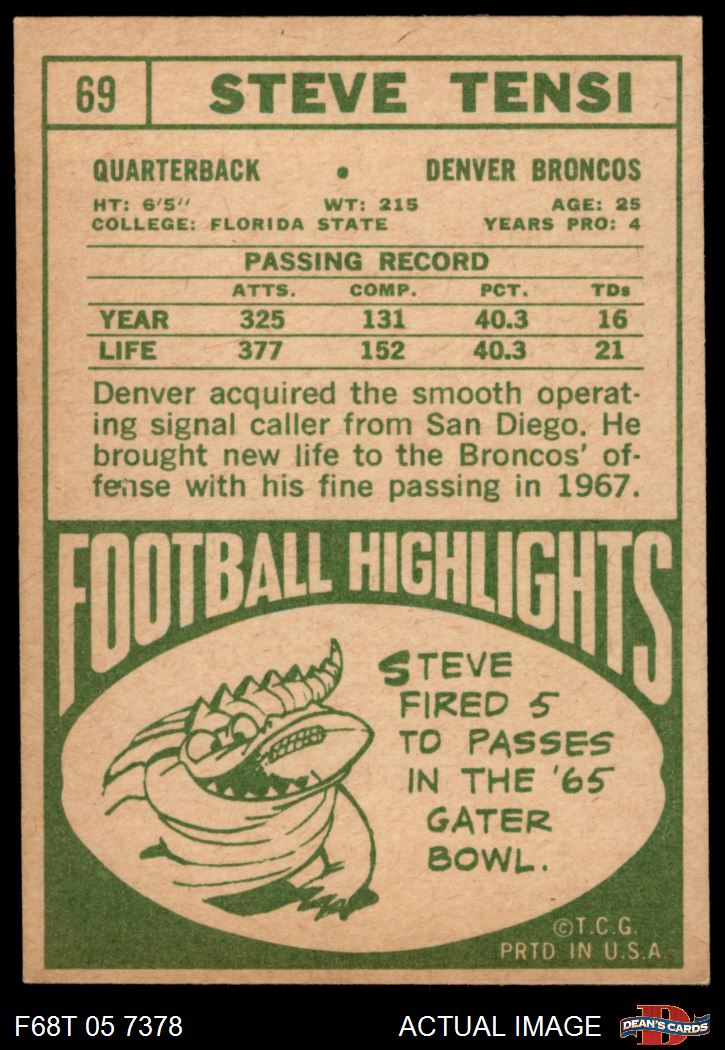 69 STEVE TENSI
QUARTERBACK • DENVER BRONCOS
HT: 6'5" WT: 215 AGE: 25
COLLEGE: FLORIDA STATE YEARS PRO: 4
PASSING RECORD
ATTS. COMP. PCT. TDs
YEAR 325 131 40.3 16
LIFE 377 152 40.3 21
Denver acquired the smooth operat-
ing signal caller from San Diego. He
brought new life to the Broncos' of-
fense with his fine passing in 1967.
FOOTBALL HIGHLIGHTS
STEVE
FIRED 5
TD PASSES
IN THE '65
GATER
BOWL.
©T.C.G.
PRTD IN U.S.A
F68T 05 7378 ACTUAL IMAGE D DEAN'S CARDS